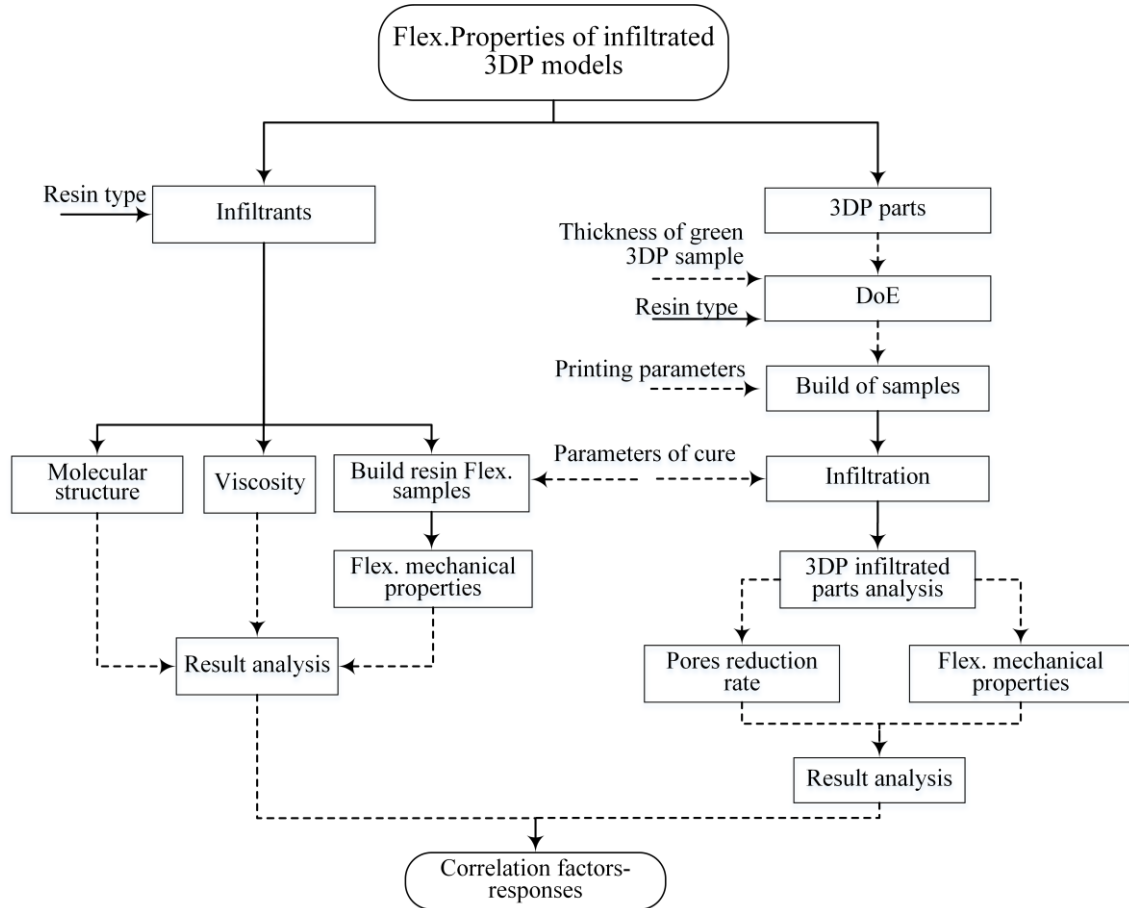 Flex.Properties of infiltrated
3DP models
Resin type
Infiltrants
3DP parts
Thickness of green
3DP sample
DoE
Resin type
Printing parameters
Build of samples
Molecular
structure
Viscosity
Build resin Flex.
samples
Parameters of cure
Infiltration
Flex. mechanical
properties
3DP infiltrated
parts analysis
Result analysis
Pores reduction
rate
Flex. mechanical
properties
Result analysis
Correlation factors-
responses